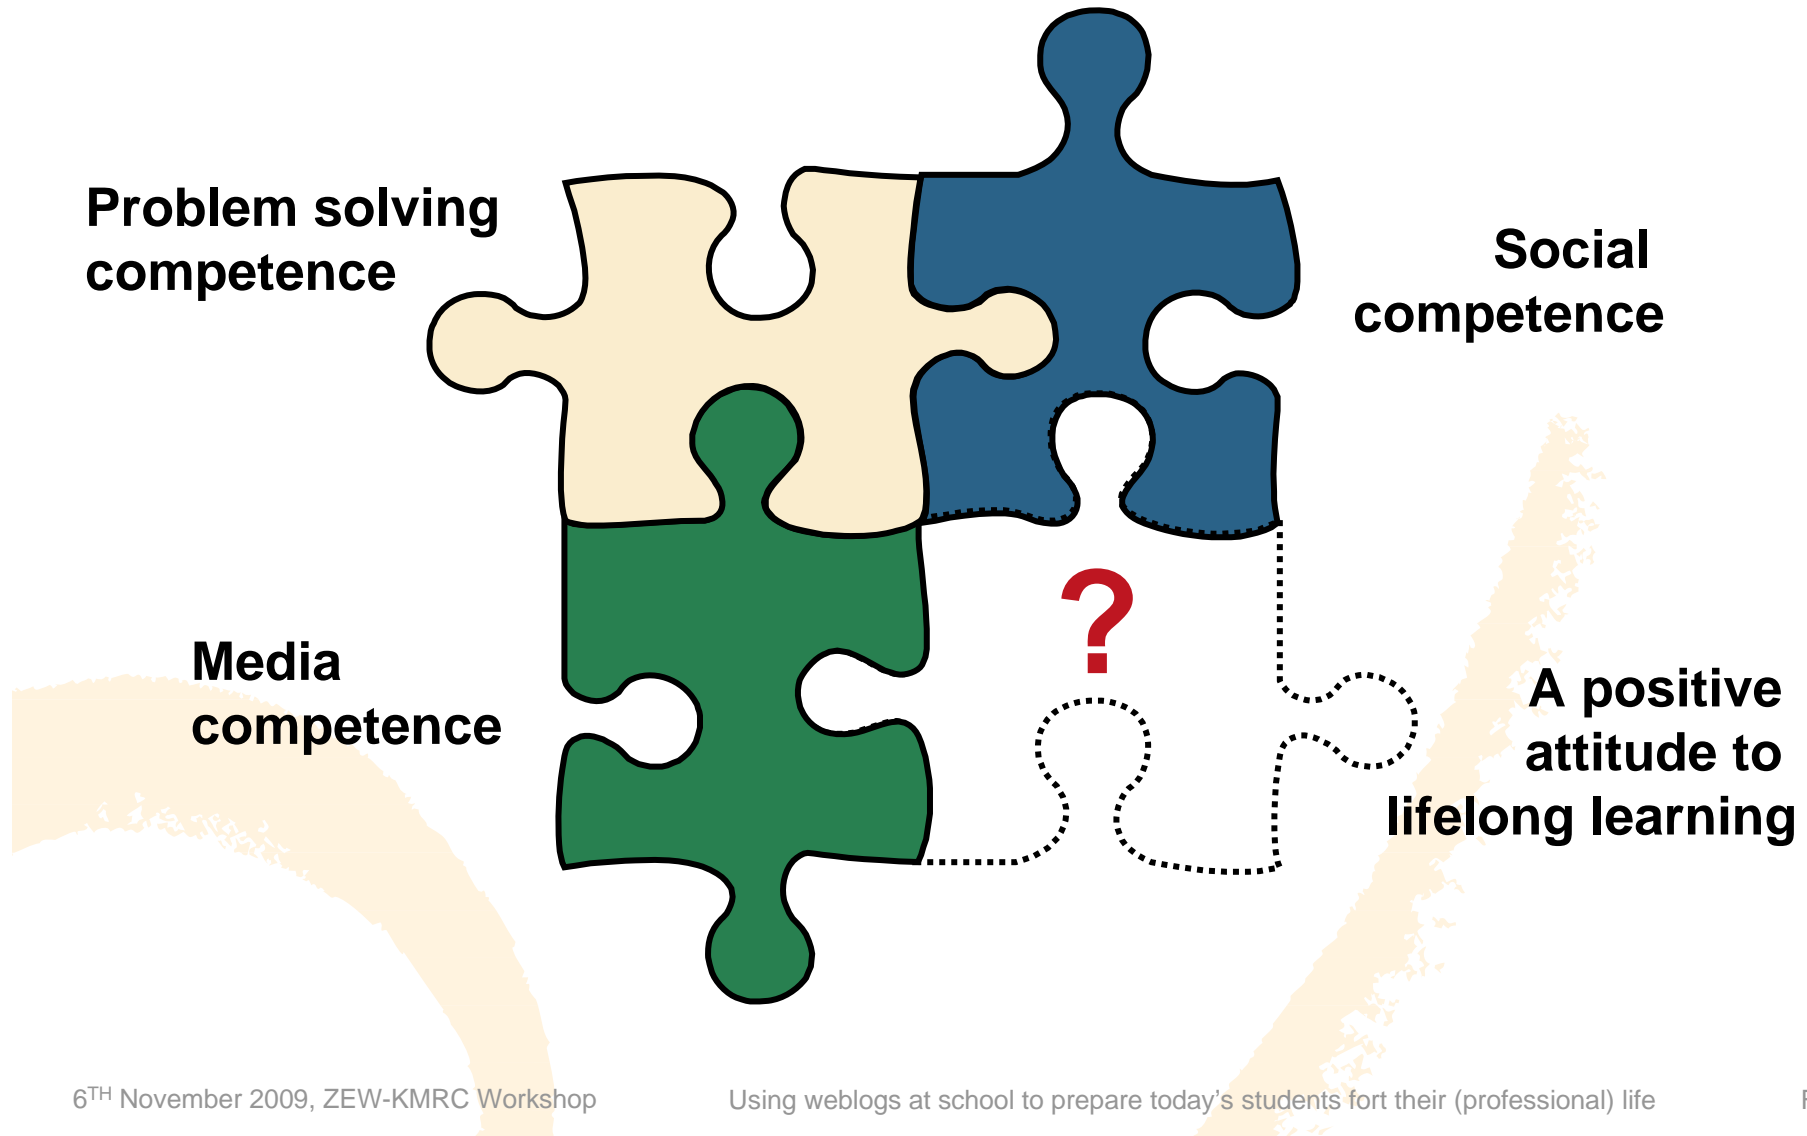 Problem solving
competence
Social
competence
?
Media
competence
A positive
attitude to
lifelong learning
6TH November 2009, ZEW-KMRC Workshop
Using weblogs at school to prepare today's students fort their (professional) life